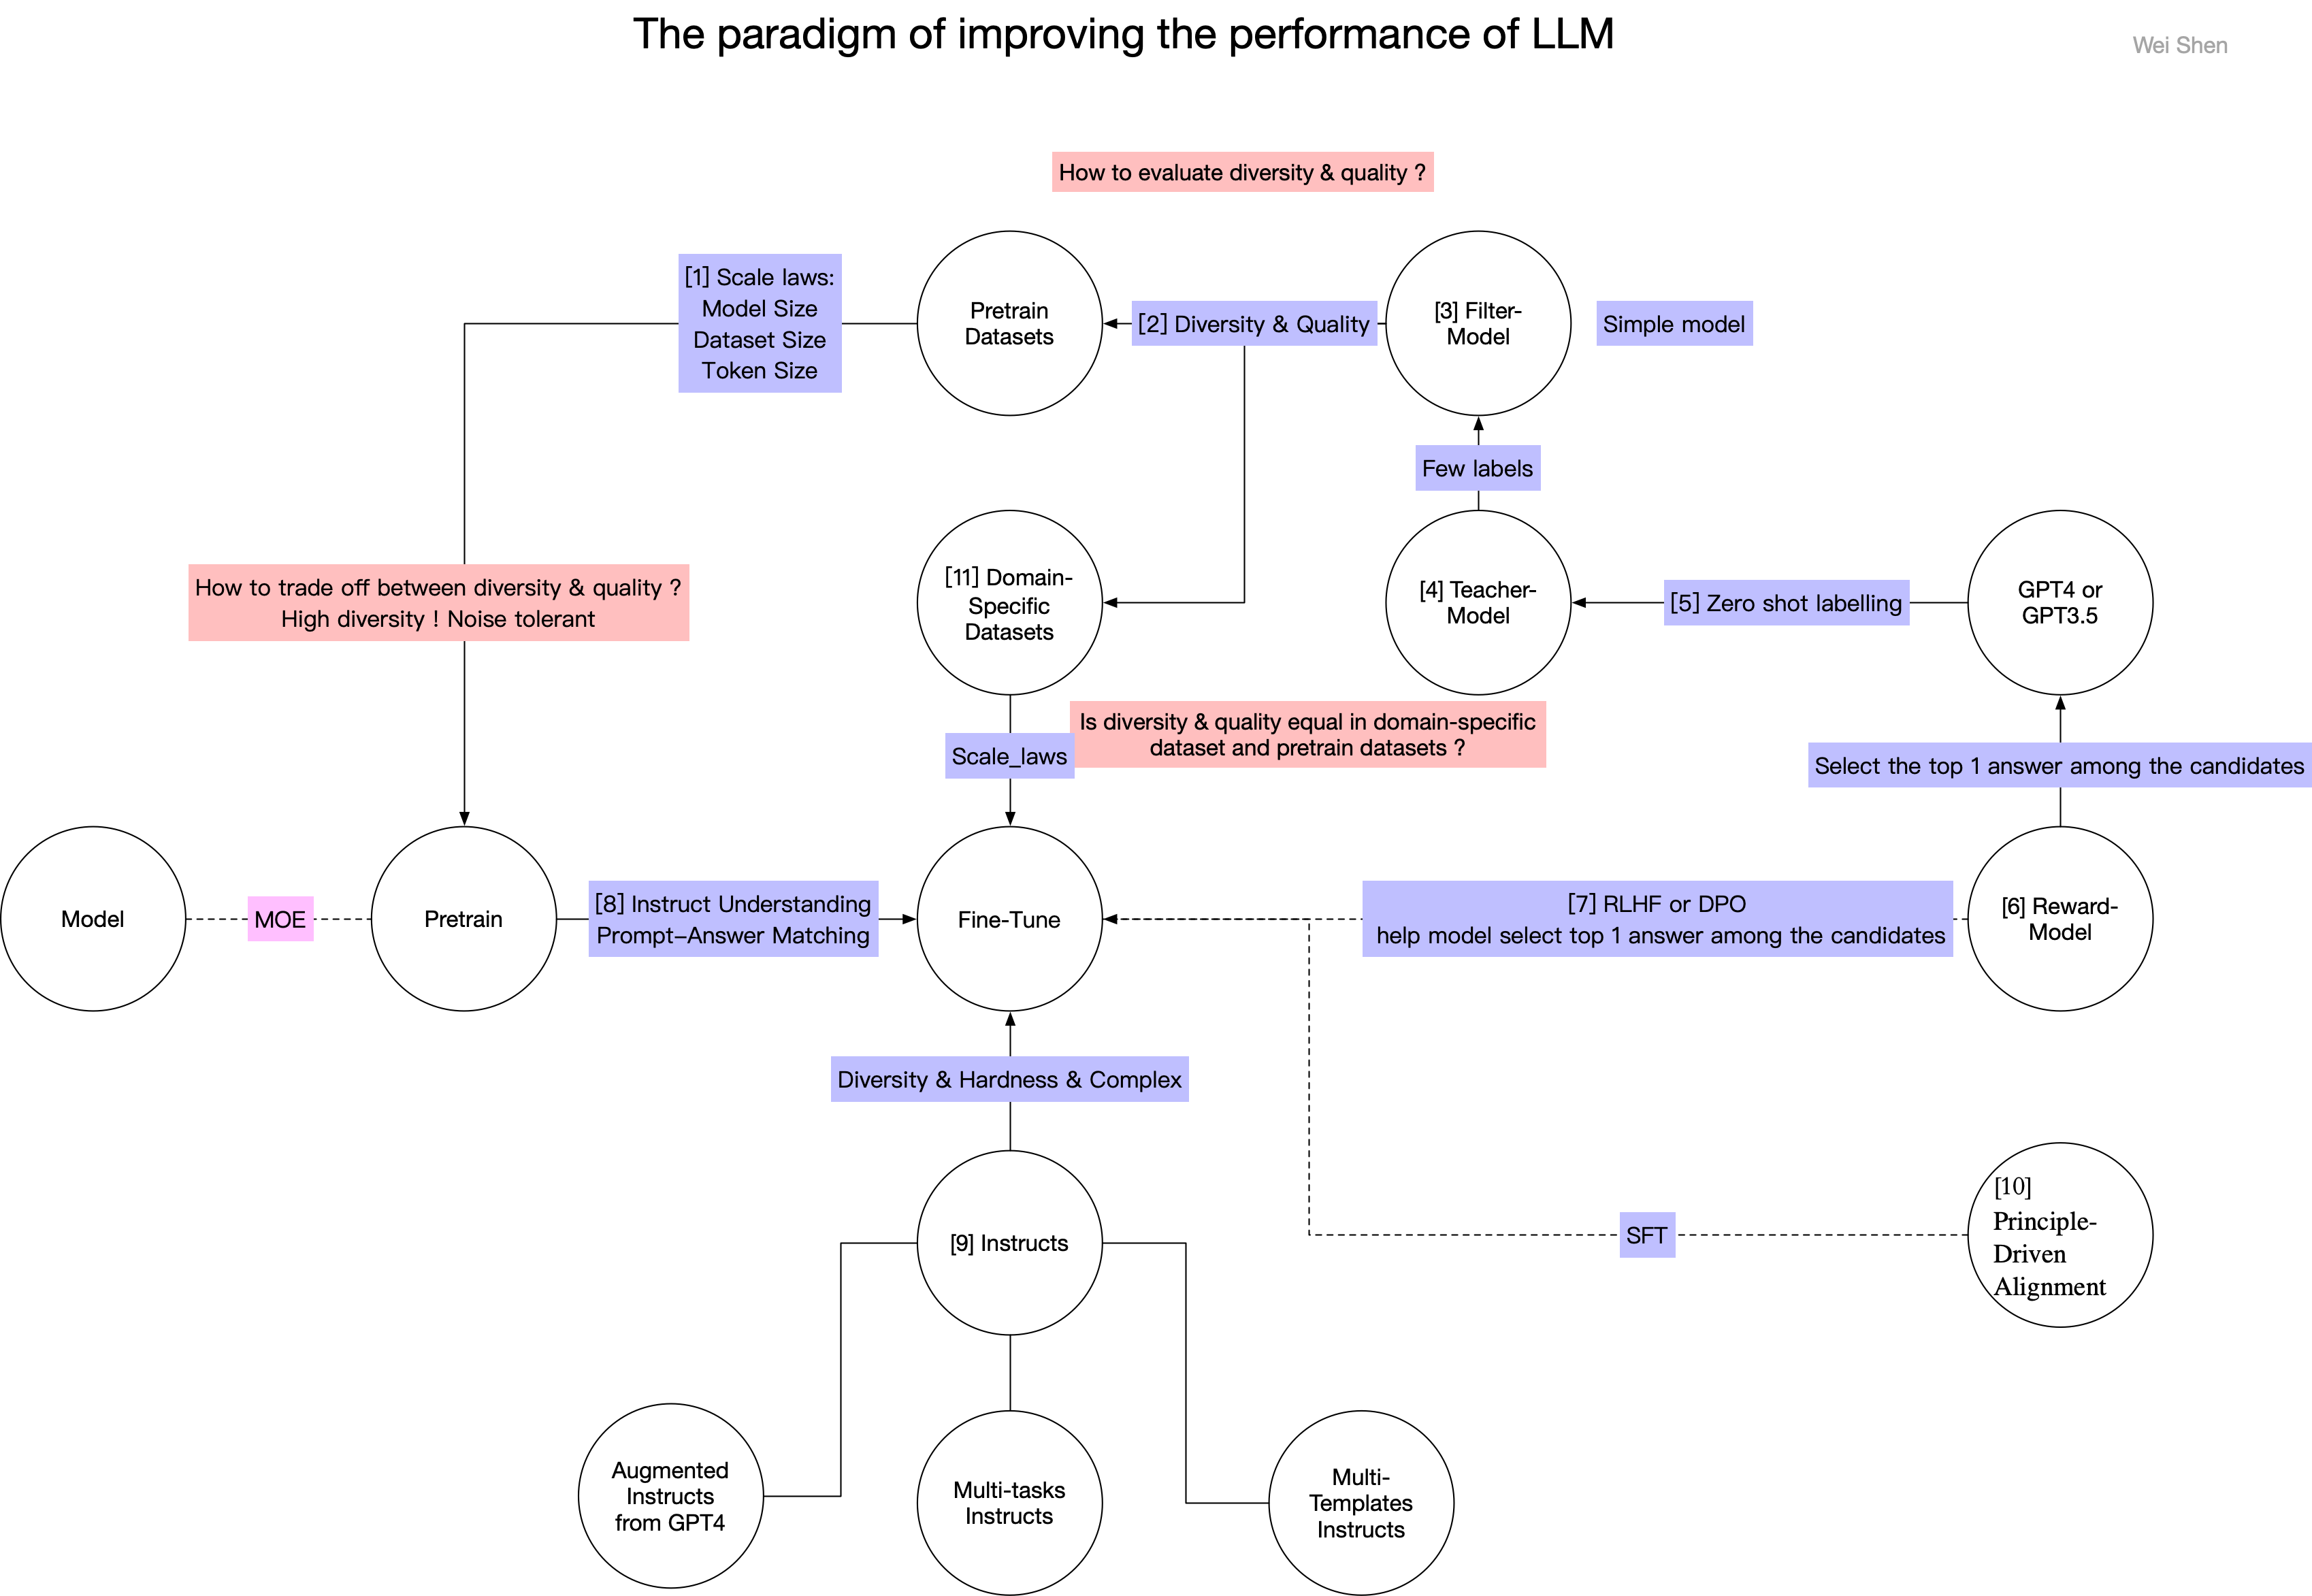 The paradigm of improving the performance of LLM
Wei Shen
How to evaluate diversity & quality ?
[1] Scale laws:
Model Size
Dataset Size
Token Size
Pretrain
Datasets
[2] Diversity & Quality
[3] Filter-
Model
Simple model
Few labels
How to trade off between diversity & quality ?
High diversity ! Noise tolerant
[11] Domain-
Specific
Datasets
[4] Teacher-
Model
[5] Zero shot labelling
GPT4 or
GPT3.5
Is diversity & quality equal in domain-specific
dataset and pretrain datasets ?
Scale_laws
Select the top 1 answer among the candidates
Model
MOE
Pretrain
[8] Instruct Understanding
Prompt–Answer Matching
Fine-Tune
[7] RLHF or DPO
help model select top 1 answer among the candidates
[6] Reward-
Model
Diversity & Hardness & Complex
[9] Instructs
SFT
[10]
Principle-
Driven
Alignment
Augmented
Instructs
from GPT4
Multi-tasks
Instructs
Multi-
Templates
Instructs